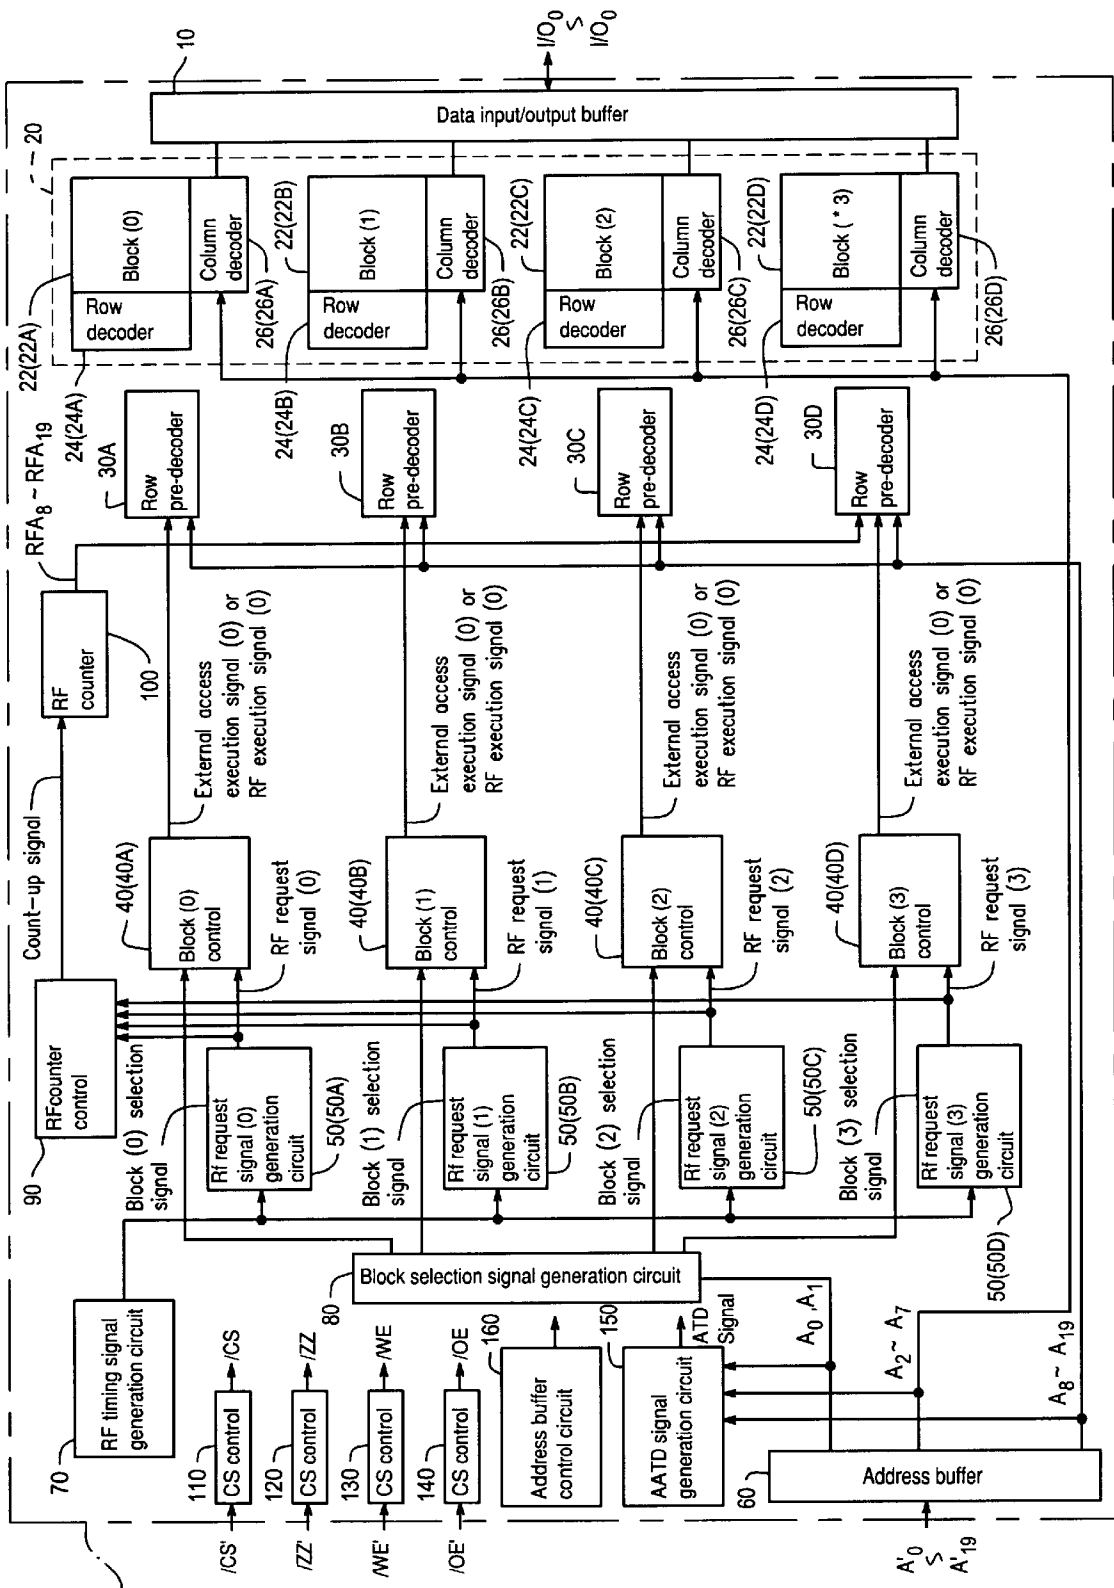 10
I/O0
∽
I/O0
Data input/output buffer
20
22(22A)
24(24A)
Row decoder
Block (0)
Column decoder
26(26A)
22(22B)
24(24B)
Row decoder
Block (1)
Column decoder
26(26B)
22(22C)
24(24C)
Row decoder
Block (2)
Column decoder
26(26C)
22(22D)
24(24D)
Row decoder
Block ( * 3)
Column decoder
26(26D)
RFA8 ~ RFA19
30A
Row
pre-decoder
30B
Row
pre-decoder
30C
Row
pre-decoder
30D
Row
pre-decoder
RF
counter
100
Count-up signal
External access
execution signal (0) or
RF execution signal (0)
External access
execution signal (0) or
RF execution signal (0)
External access
execution signal (0) or
RF execution signal (0)
External access
execution signal (0) or
RF execution signal (0)
40(40A)
Block (0)
control
RF request
signal (0)
40(40B)
Block (1)
control
RF request
signal (1)
40(40C)
Block (2)
control
RF request
signal (2)
40(40D)
Block (3)
control
RF request
signal (3)
90
RFcounter
control
Block (0) selection
signal
Rf request
signal (0)
generation
circuit
50(50A)
Block (1) selection
signal
Rf request
signal (1)
generation
circuit
50(50B)
Block (2) selection
signal
Rf request
signal (2)
generation
circuit
50(50C)
Block (3) selection
signal
Rf request
signal (3)
generation
circuit
50(50D)
80
Block selection signal generation circuit
70
RF timing signal
generation circuit
/CS'
110
CS control
/CS
/ZZ'
120
CS control
/ZZ
/WE'
130
CS control
/WE
/OE'
140
CS control
/OE
160
Address buffer
control circuit
150
AATD signal
generation circuit
ATD
Signal
A0 ,A1
A2 ~ A7
A8 ~ A19
60
Address buffer
A'0
∽
A'19